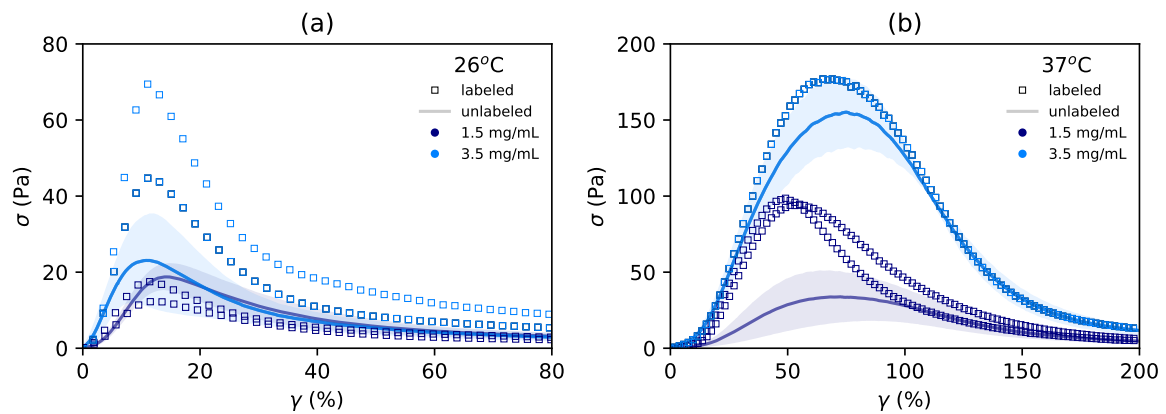 (a)
80
60
40
20
0
σ (Pa)
0 20 40 60 80
γ (%)
26°C
labeled
unlabeled
1.5 mg/mL
3.5 mg/mL
(b)
200
150
100
50
0
σ (Pa)
0 50 100 150 200
γ (%)
37°C
labeled
unlabeled
1.5 mg/mL
3.5 mg/mL